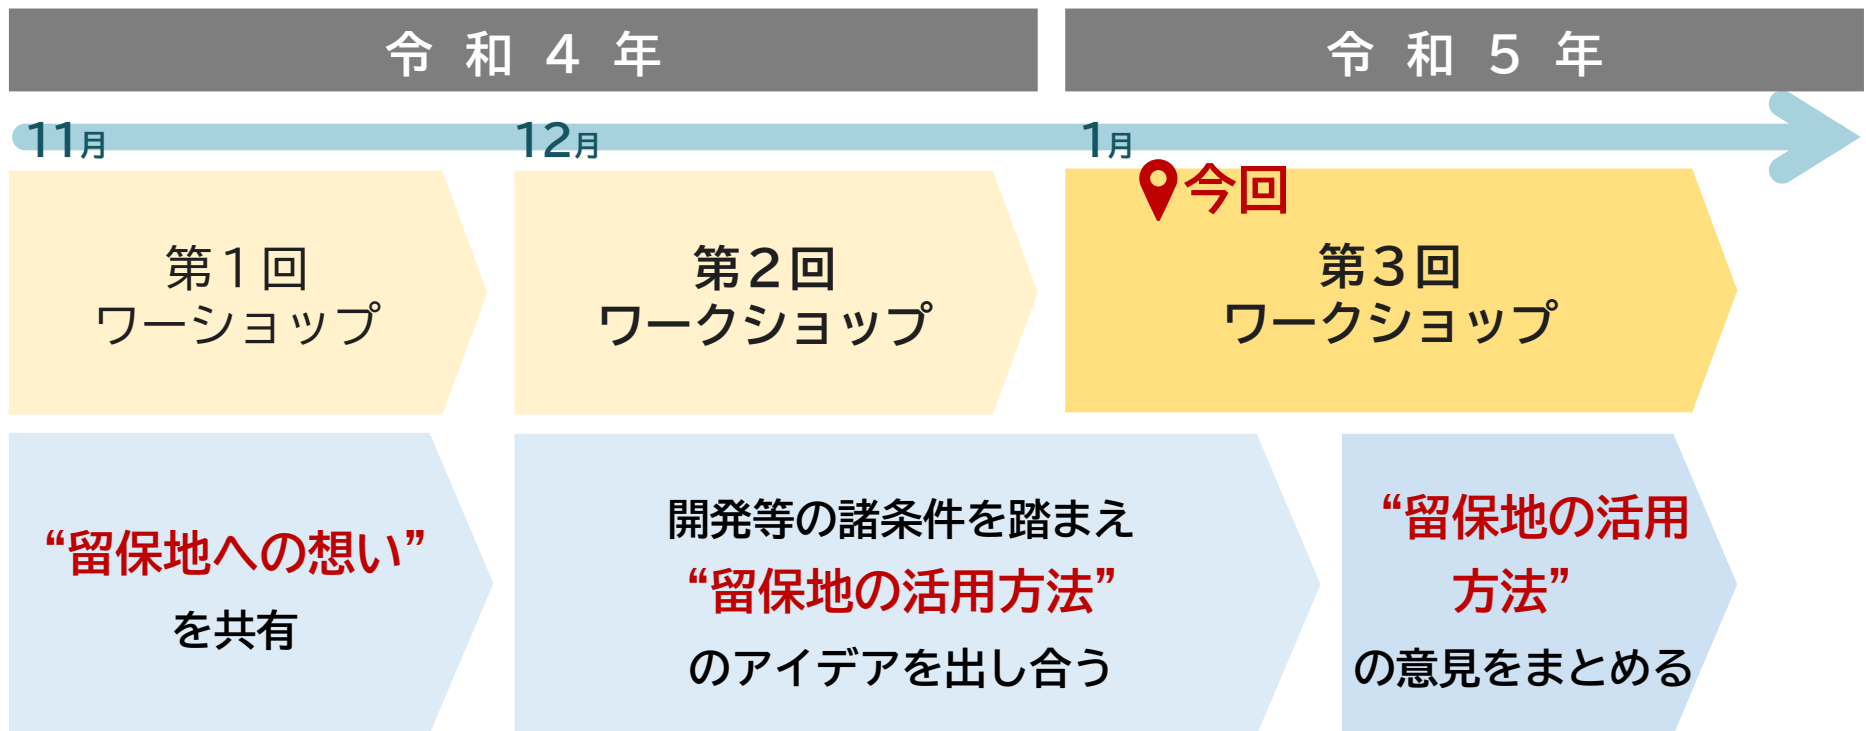 令和４年
令和５年
11月
12月
1月
今回
第１回
ワーショップ
第２回
ワークショップ
第３回
ワークショップ
“留保地への想い”
を共有
開発等の諸条件を踏まえ
“留保地の活用方法”
のアイデアを出し合う
“留保地の活用
方法”
の意見をまとめる